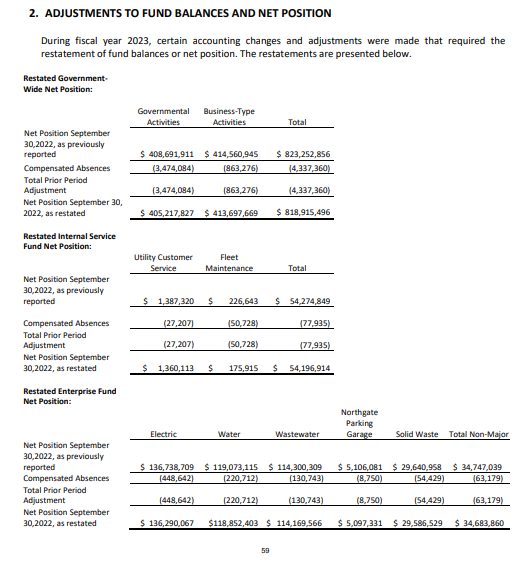 2. ADJUSTMENTS TO FUND BALANCES AND NET POSITION
During fiscal year 2023, certain accounting changes and adjustments were made that required the
restatement of fund balances or net position. The restatements are presented below.
Restated Government-
Wide Net Position:
Governmental Business-Type
Activities Activities Total
Net Position September
30,2022, as previously
reported $ 408,691,911 $ 414,560,945 $ 823,252,856
Compensated Absences (3,474,084) (863,276) (4,337,360)
Total Prior Period
Adjustment (3,474,084) (863,276) (4,337,360)
Net Position September 30,
2022, as restated $ 405,217,827 $ 413,697,669 $ 818,915,496
Restated Internal Service
Fund Net Position:
Utility Customer Fleet
Service Maintenance Total
Net Position September
30,2022, as previously
reported $ 1,387,320 $ 226,643 $ 54,274,849
Compensated Absences (27,207) (50,728) (77,935)
Total Prior Period
Adjustment (27,207) (50,728) (77,935)
Net Position September
30,2022, as restated $ 1,360,113 $ 175,915 $ 54,196,914
Restated Enterprise Fund
Net Position:
Northgate
Parking
Electric Water Wastewater Garage Solid Waste Total Non-Major
Net Position September
30,2022, as previously
reported $ 136,738,709 $ 119,073,115 $ 114,300,309 $ 5,106,081 $ 29,640,958 $ 34,747,039
Compensated Absences (448,642) (220,712) (130,743) (8,750) (54,429) (63,179)
Total Prior Period
Adjustment (448,642) (220,712) (130,743) (8,750) (54,429) (63,179)
Net Position September
30,2022, as restated $ 136,290,067 $118,852,403 $ 114,169,566 $ 5,097,331 $ 29,586,529 $ 34,683,860
59